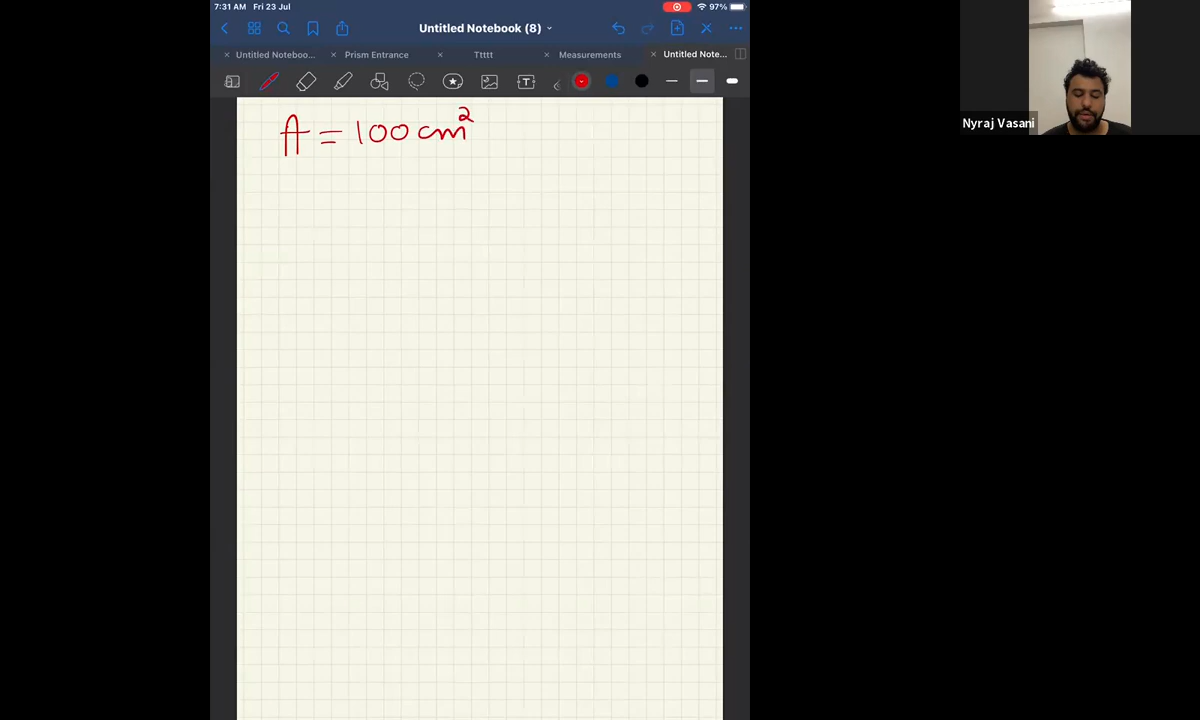 7:31 AM Fri 23 Jul
97%
Untitled Notebook (8)
Untitled Noteboo...
Prism Entrance
Ttttt
Measurements
Untitled Note...
A = 100 cm²
Nyraj Vasani